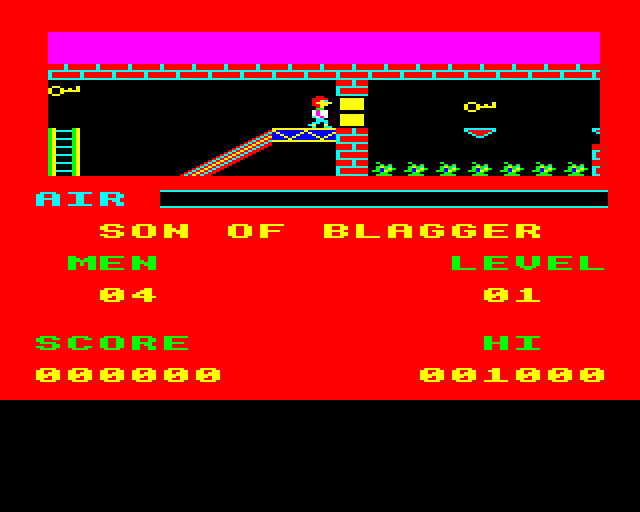 AIR
SON OF BLAGGER
MEN LEVEL
04 01
SCORE HI
000000 001000